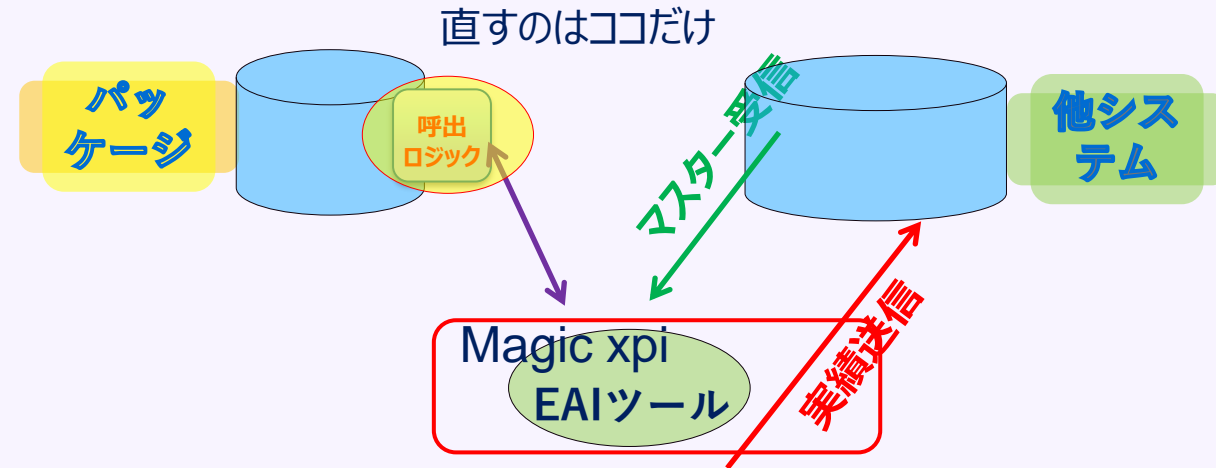 直すのはココだけ
パッ
ケージ
呼出
ロジック
マスター受信
他シス
テム
Magic xpi
EAIツール
実績送信